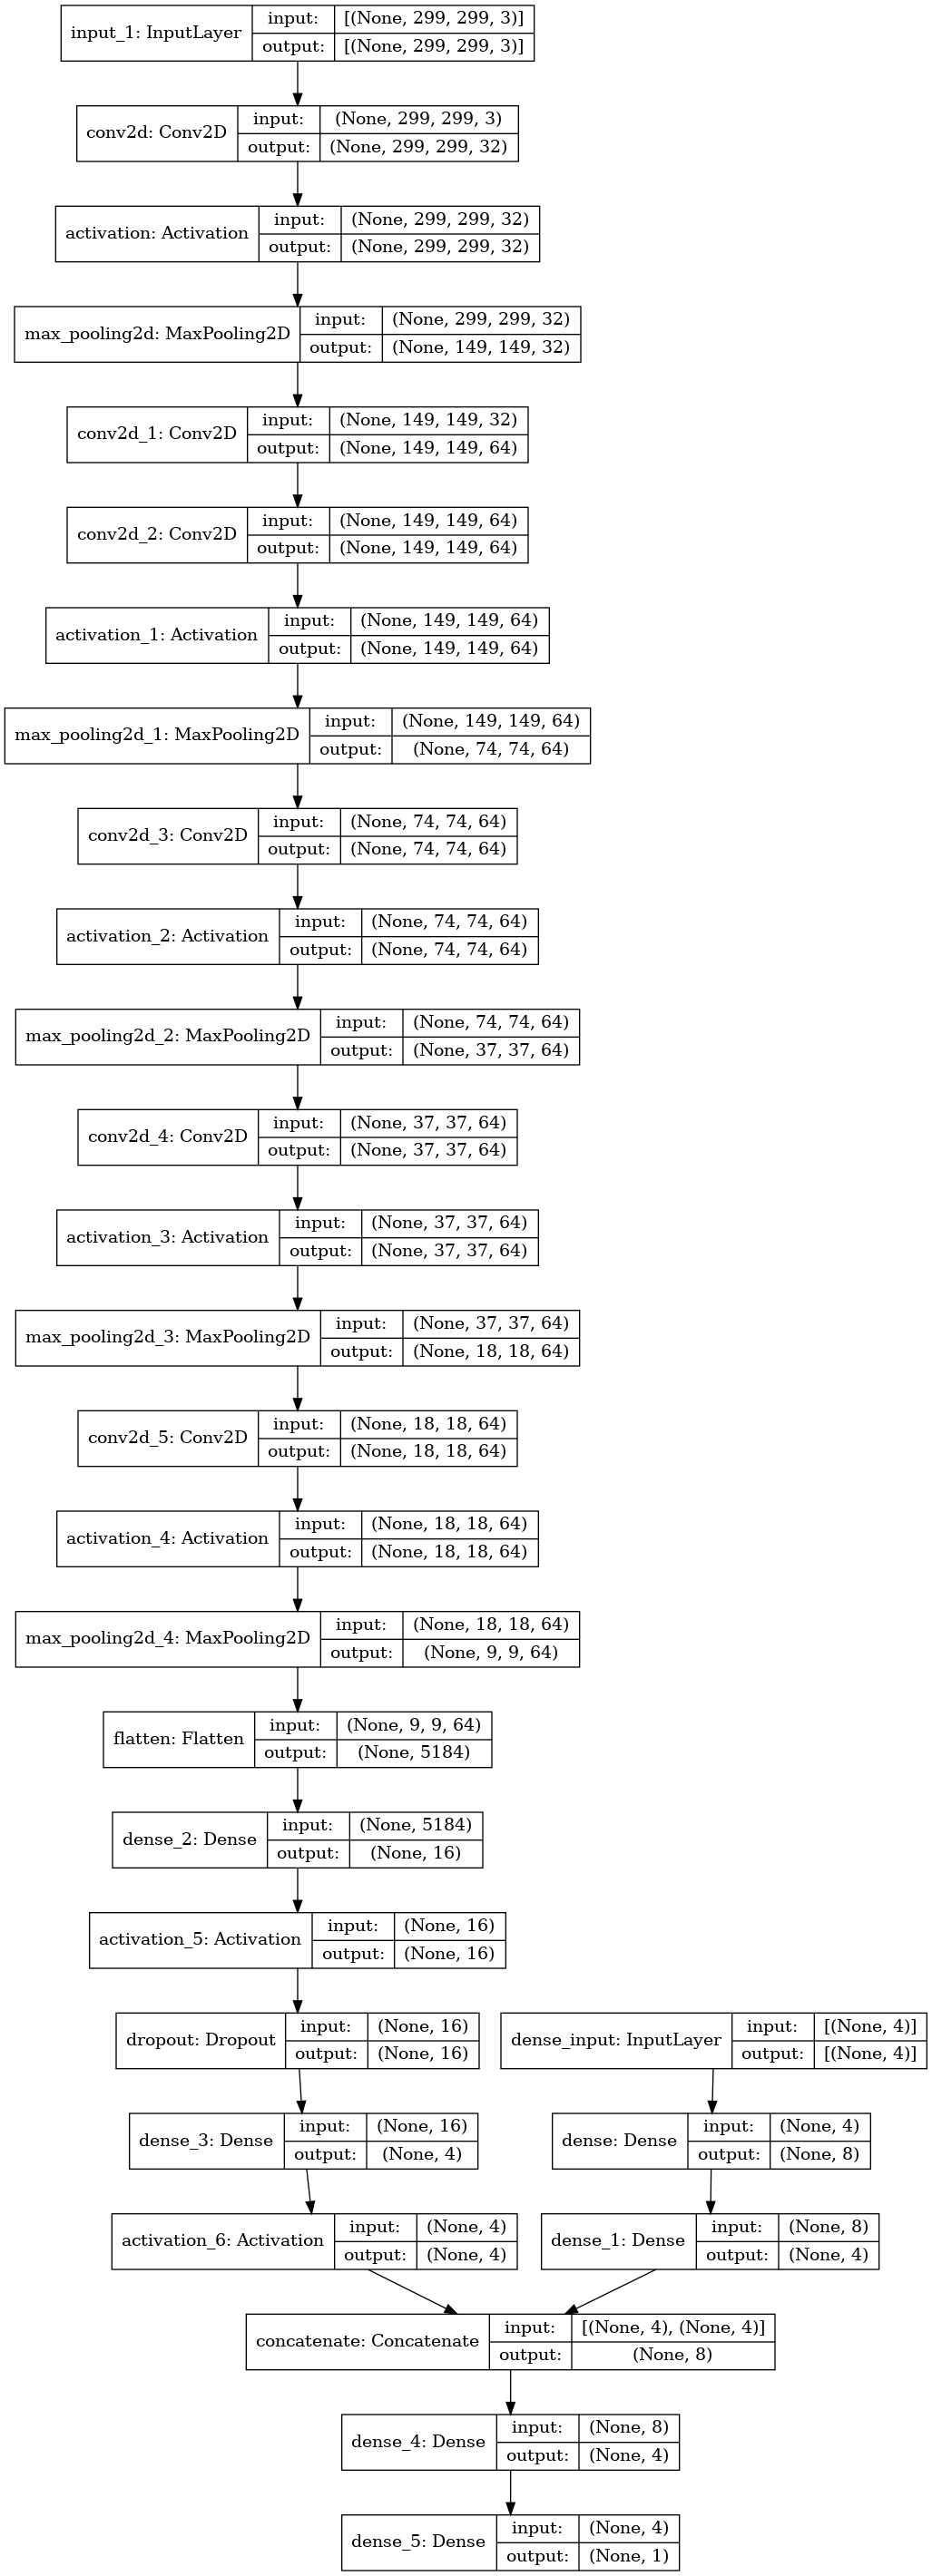 input_1: InputLayer input: [(None, 299, 299, 3)]
output: [(None, 299, 299, 3)]
conv2d: Conv2D input: (None, 299, 299, 3)
output: (None, 299, 299, 32)
activation: Activation input: (None, 299, 299, 32)
output: (None, 299, 299, 32)
max_pooling2d: MaxPooling2D input: (None, 299, 299, 32)
output: (None, 149, 149, 32)
conv2d_1: Conv2D input: (None, 149, 149, 32)
output: (None, 149, 149, 64)
conv2d_2: Conv2D input: (None, 149, 149, 64)
output: (None, 149, 149, 64)
activation_1: Activation input: (None, 149, 149, 64)
output: (None, 149, 149, 64)
max_pooling2d_1: MaxPooling2D input: (None, 149, 149, 64)
output: (None, 74, 74, 64)
conv2d_3: Conv2D input: (None, 74, 74, 64)
output: (None, 74, 74, 64)
activation_2: Activation input: (None, 74, 74, 64)
output: (None, 74, 74, 64)
max_pooling2d_2: MaxPooling2D input: (None, 74, 74, 64)
output: (None, 37, 37, 64)
conv2d_4: Conv2D input: (None, 37, 37, 64)
output: (None, 37, 37, 64)
activation_3: Activation input: (None, 37, 37, 64)
output: (None, 37, 37, 64)
max_pooling2d_3: MaxPooling2D input: (None, 37, 37, 64)
output: (None, 18, 18, 64)
conv2d_5: Conv2D input: (None, 18, 18, 64)
output: (None, 18, 18, 64)
activation_4: Activation input: (None, 18, 18, 64)
output: (None, 18, 18, 64)
max_pooling2d_4: MaxPooling2D input: (None, 18, 18, 64)
output: (None, 9, 9, 64)
flatten: Flatten input: (None, 9, 9, 64)
output: (None, 5184)
dense_2: Dense input: (None, 5184)
output: (None, 16)
activation_5: Activation input: (None, 16)
output: (None, 16)
dropout: Dropout input: (None, 16)
output: (None, 16)
dense_input: InputLayer input: [(None, 4)]
output: [(None, 4)]
dense_3: Dense input: (None, 16)
output: (None, 4)
dense: Dense input: (None, 4)
output: (None, 8)
activation_6: Activation input: (None, 4)
output: (None, 4)
dense_1: Dense input: (None, 8)
output: (None, 4)
concatenate: Concatenate input: [(None, 4), (None, 4)]
output: (None, 8)
dense_4: Dense input: (None, 8)
output: (None, 4)
dense_5: Dense input: (None, 4)
output: (None, 1)